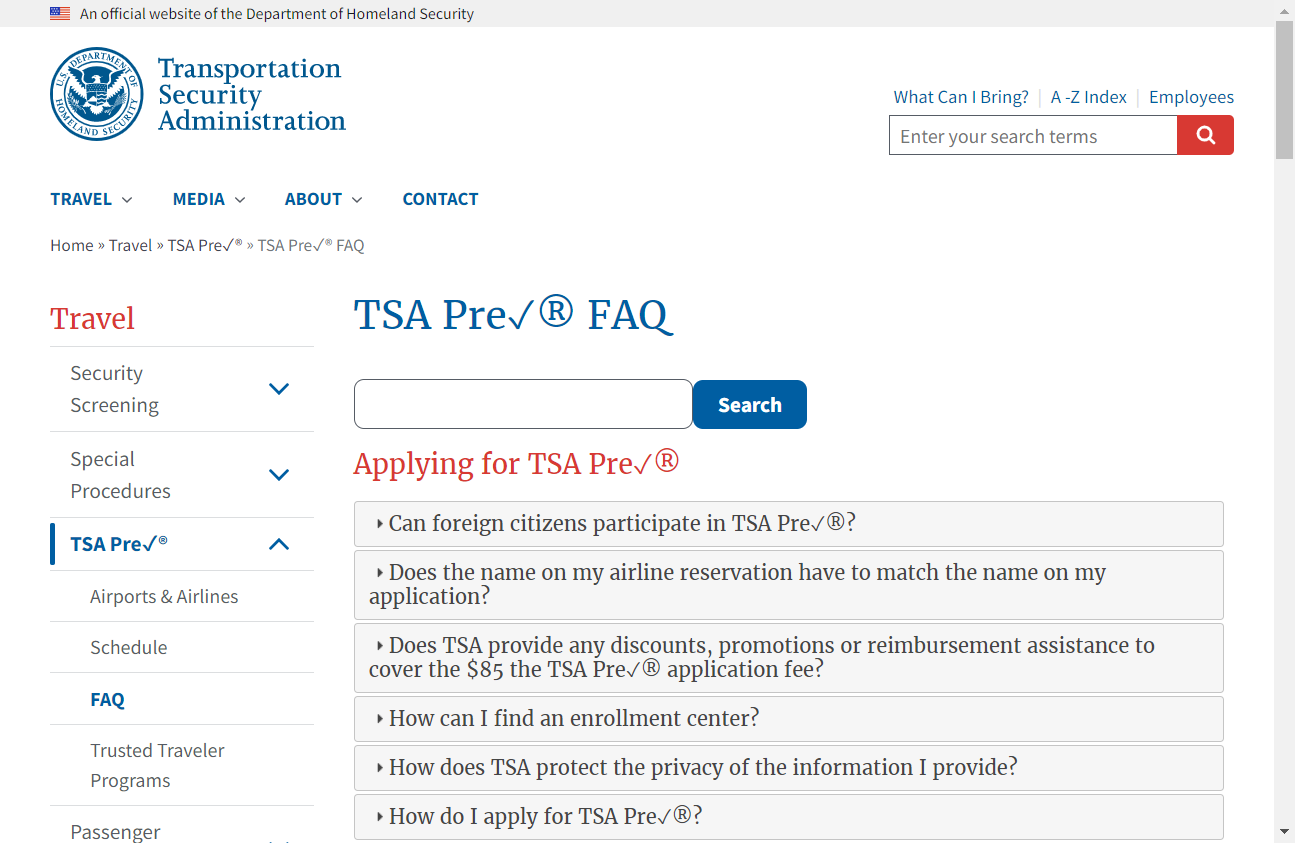 An official website of the Department of Homeland Security
U.S. DEPARTMENT OF HOMELAND SECURITY
Transportation
Security
Administration
What Can I Bring? | A -Z Index | Employees
Enter your search terms
TRAVEL MEDIA ABOUT CONTACT
Home » Travel » TSA Pre✓® » TSA Pre✓® FAQ
Travel
Security
Screening
Special
Procedures
TSA Pre✓®
Airports & Airlines
Schedule
FAQ
Trusted Traveler
Programs
Passenger
TSA Pre✓® FAQ
Search
Applying for TSA Pre✓®
Can foreign citizens participate in TSA Pre✓®?
Does the name on my airline reservation have to match the name on my
application?
Does TSA provide any discounts, promotions or reimbursement assistance to
cover the $85 the TSA Pre✓® application fee?
How can I find an enrollment center?
How does TSA protect the privacy of the information I provide?
How do I apply for TSA Pre✓®?